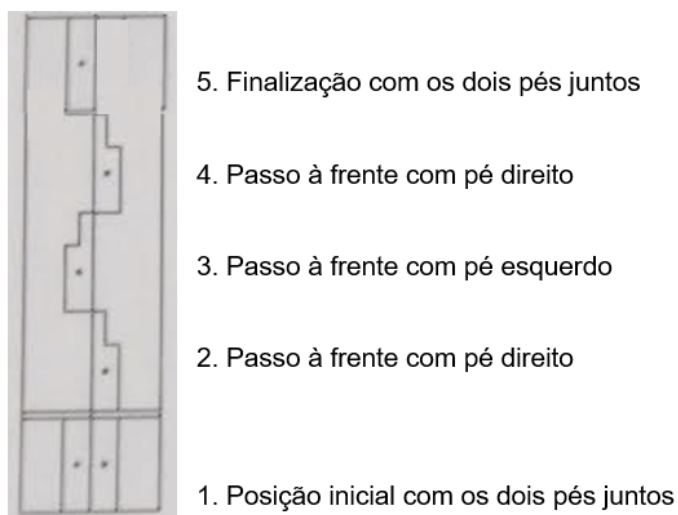 5. Finalização com os dois pés juntos
4. Passo à frente com pé direito
3. Passo à frente com pé esquerdo
2. Passo à frente com pé direito
1. Posição inicial com os dois pés juntos